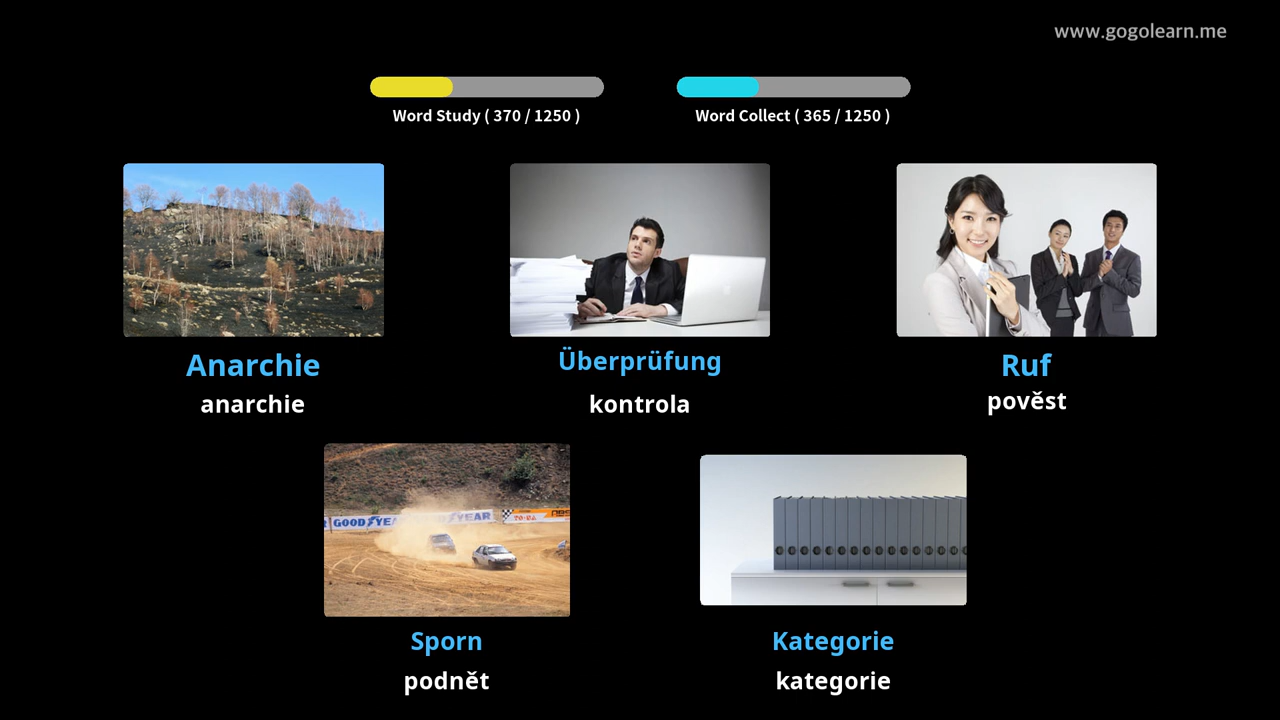 www.gogolearn.me
Word Study ( 370 / 1250 )
Word Collect ( 365 / 1250 )
Anarchie
anarchie
Überprüfung
kontrola
Ruf
pověst
GOODYEAR
Sporn
podnět
Kategorie
kategorie